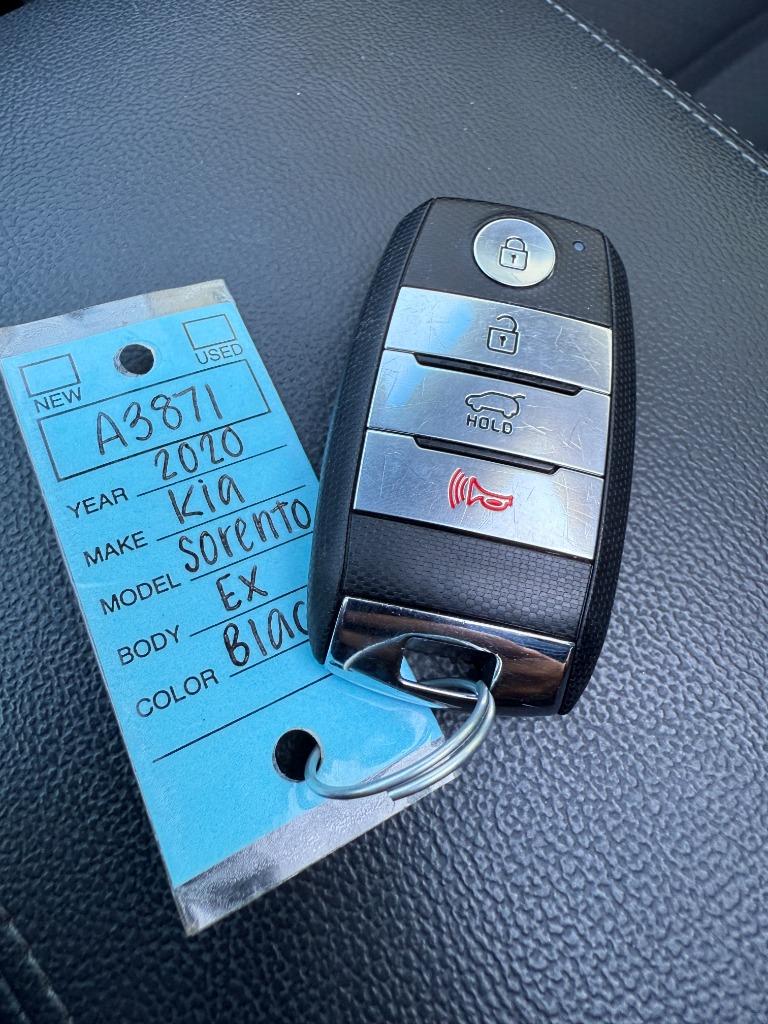 NEW USED
A3871
YEAR 2020
MAKE Kia
MODEL Sorento
BODY EX
COLOR Blac
HOLD